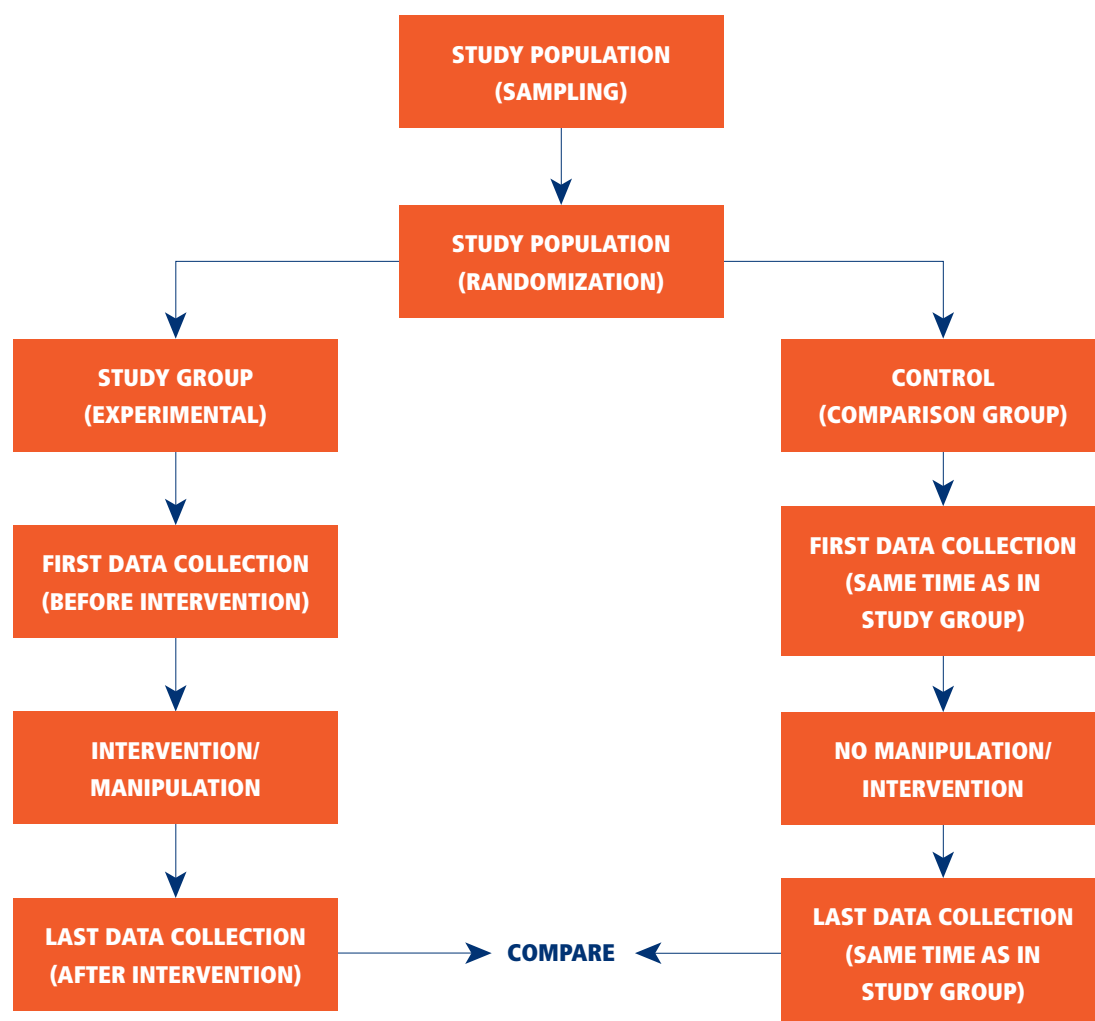 STUDY POPULATION
(SAMPLING)
STUDY POPULATION
(RANDOMIZATION)
STUDY GROUP
(EXPERIMENTAL)
CONTROL
(COMPARISON GROUP)
FIRST DATA COLLECTION
(BEFORE INTERVENTION)
FIRST DATA COLLECTION
(SAME TIME AS IN
STUDY GROUP)
INTERVENTION/
MANIPULATION
NO MANIPULATION/
INTERVENTION
LAST DATA COLLECTION
(AFTER INTERVENTION)
COMPARE
LAST DATA COLLECTION
(SAME TIME AS IN
STUDY GROUP)